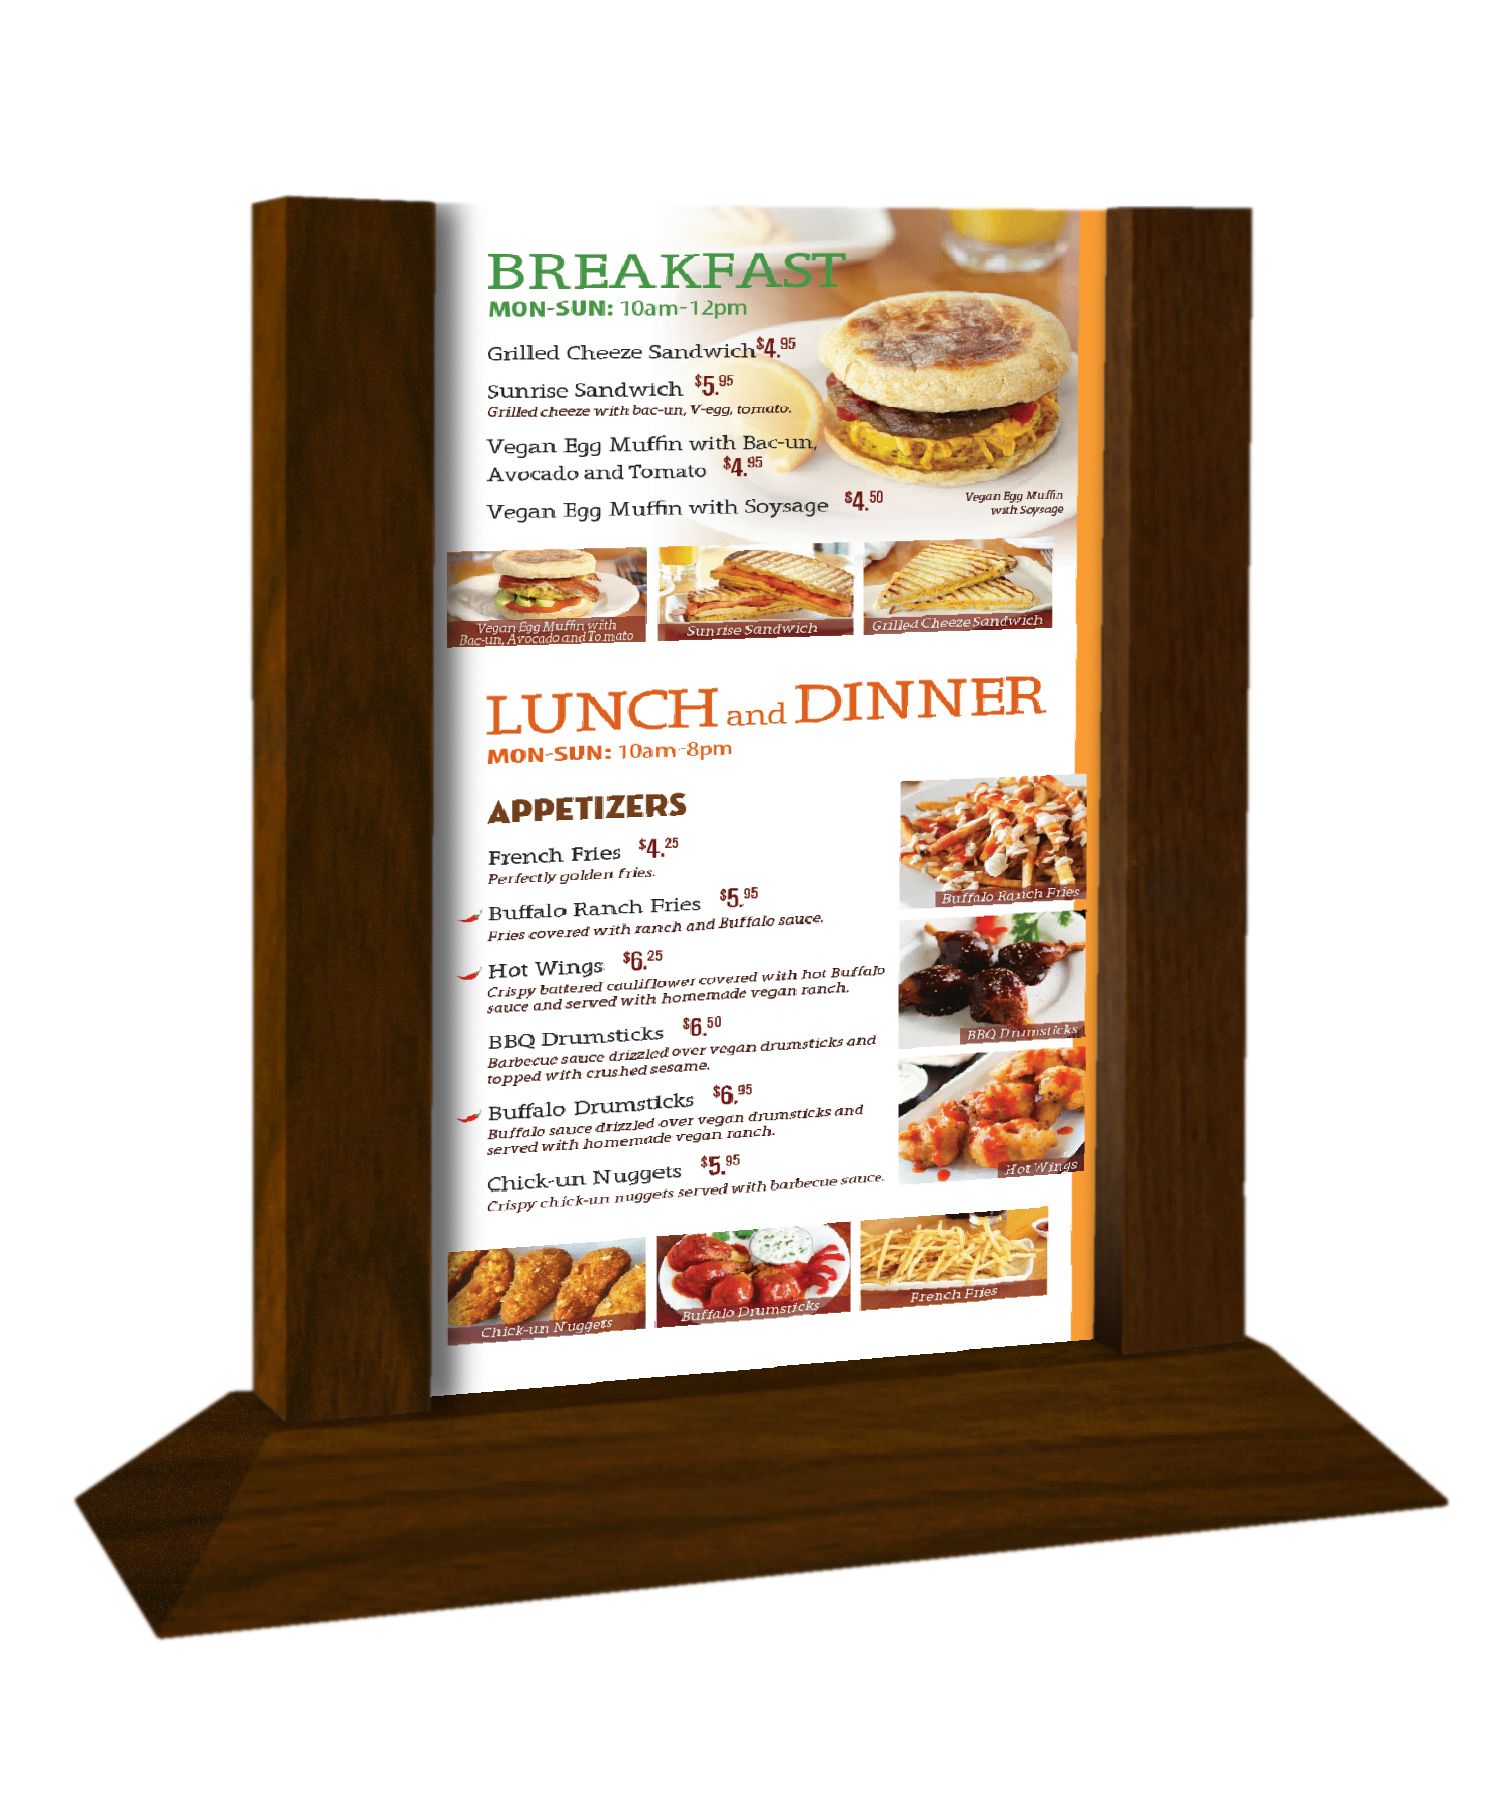 BREAKFAST
MON-SUN: 10am-12pm
Grilled Cheeze Sandwich $4.95
Sunrise Sandwich $5.95
Grilled cheeze with bac-un, V-egg, tomato.
Vegan Egg Muffin with Bac-un,
Avocado and Tomato $4.95
Vegan Egg Muffin with Soysage $4.50
Vegan Egg Muffin
with Soysage
Vegan Egg Muffin with
Bac-un, Avocado and Tomato
Sunrise Sandwich
Grilled Cheeze Sandwich
LUNCH and DINNER
MON-SUN: 10am-8pm
APPETIZERS
French Fries $4.25
Perfectly golden fries.
Buffalo Ranch Fries $5.95
Fries covered with ranch and Buffalo sauce.
Hot Wings $6.25
Crispy battered cauliflower covered with hot Buffalo
sauce and served with homemade vegan ranch.
BBQ Drumsticks $6.50
Barbecue sauce drizzled over vegan drumsticks and
topped with crushed sesame.
Buffalo Drumsticks $6.95
Buffalo sauce drizzled over vegan drumsticks and
served with homemade vegan ranch.
Chick-un Nuggets $5.95
Crispy chick-un nuggets served with barbecue sauce.
Buffalo Ranch Fries
BBQ Drumsticks
Hot Wings
Chick-un Nuggets
Buffalo Drumsticks
French Fries